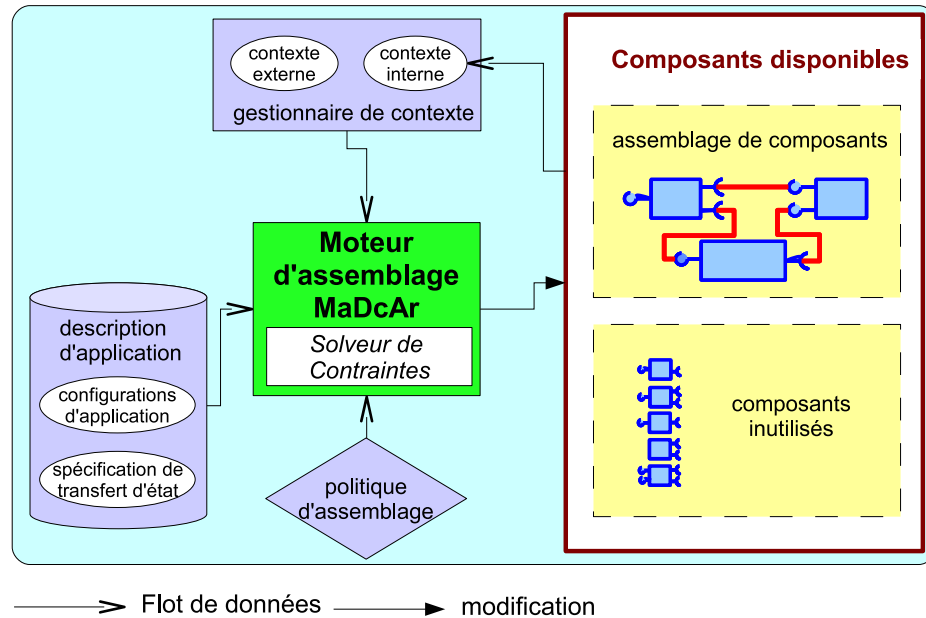 contexte
externe
contexte
interne
gestionnaire de contexte
Composants disponibles
assemblage de composants
Moteur
d'assemblage
MaDcAr
Solveur de
Contraintes
description
d'application
configurations
d'application
spécification de
transfert d'état
politique
d'assemblage
composants
inutilisés
Flot de données
modification